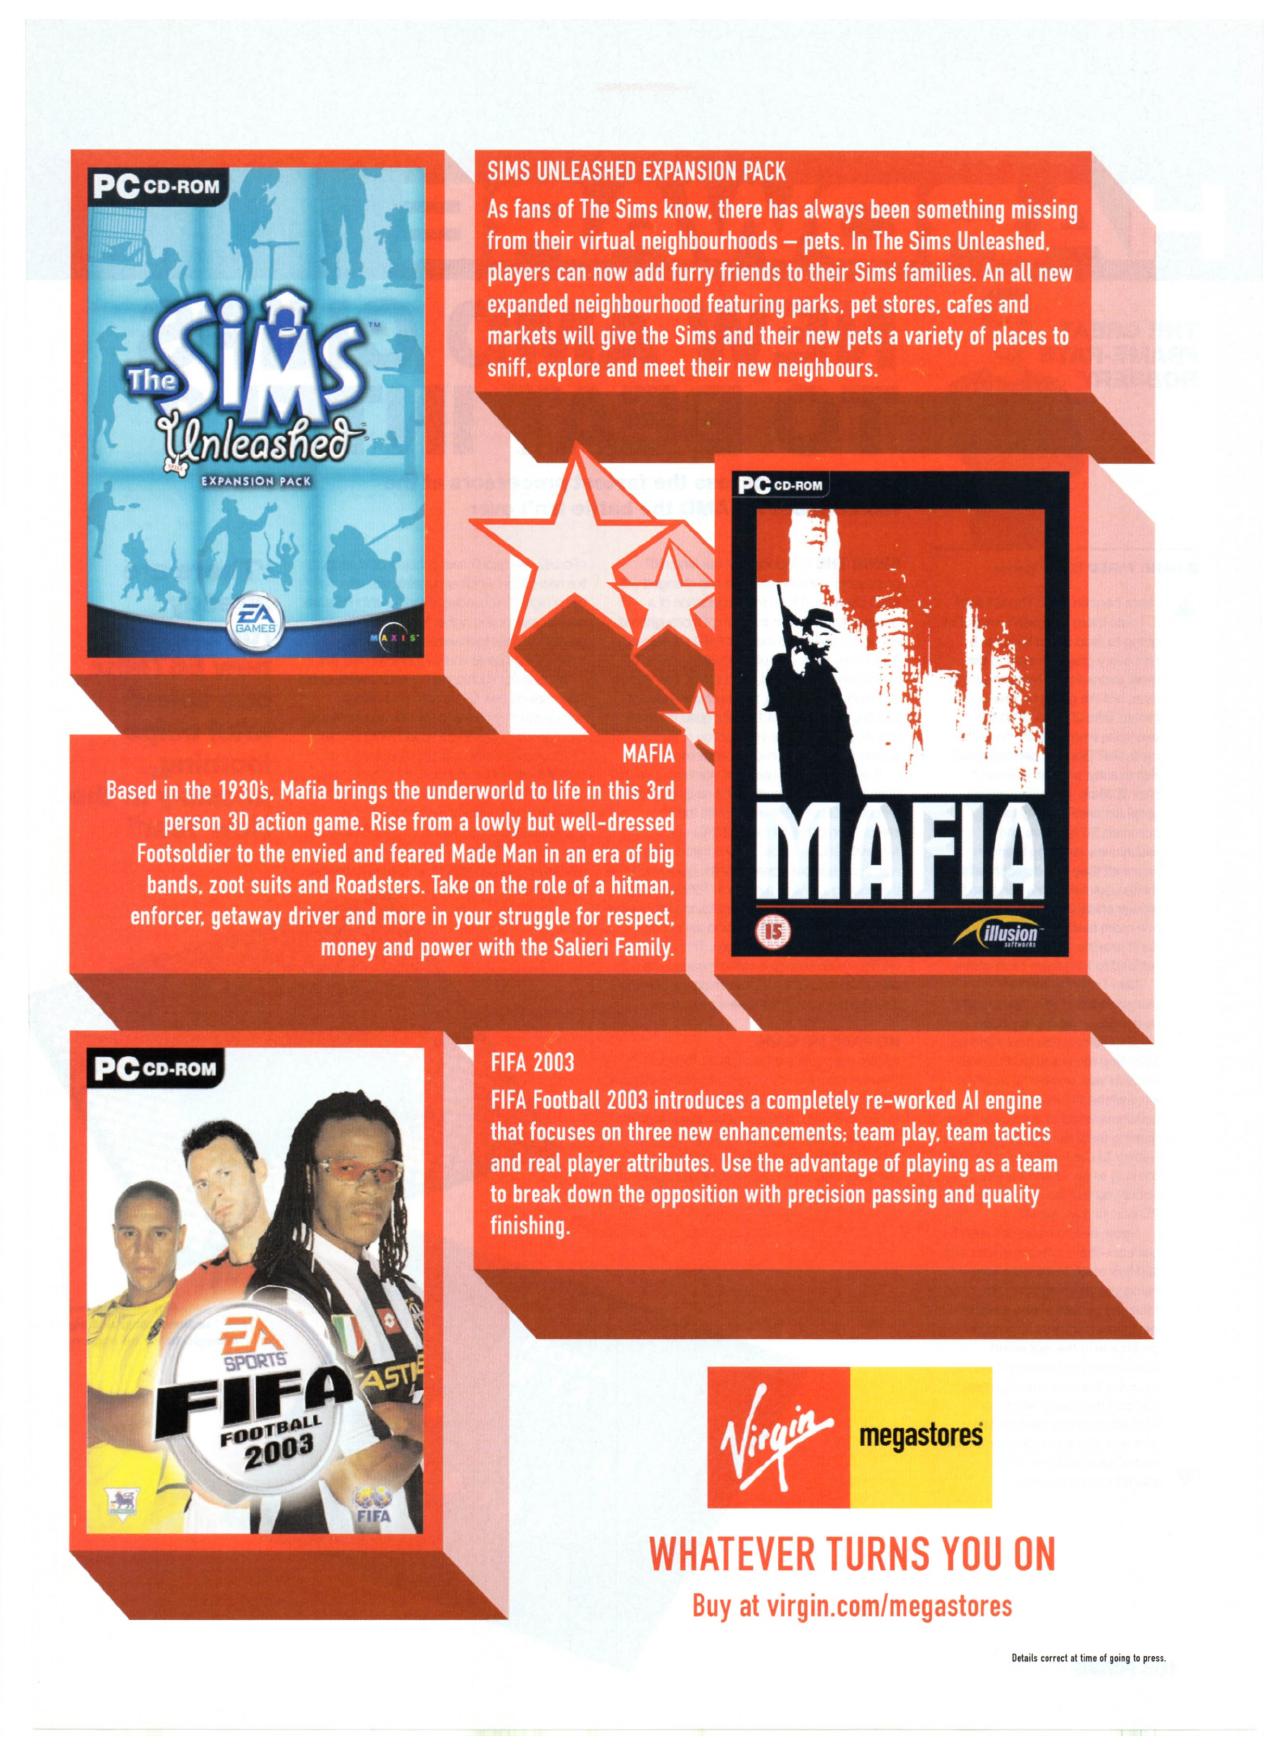 PC CD-ROM
The Sims™
Unleashed
EXPANSION PACK
EA
GAMES™
MAXIS™
SIMS UNLEASHED EXPANSION PACK
As fans of The Sims know, there has always been something missing
from their virtual neighbourhoods – pets. In The Sims Unleashed,
players can now add furry friends to their Sims' families. An all new
expanded neighbourhood featuring parks, pet stores, cafes and
markets will give the Sims and their new pets a variety of places to
sniff, explore and meet their new neighbours.
PC CD-ROM
MAFIA
15
illusion™
softworks
MAFIA
Based in the 1930's, Mafia brings the underworld to life in this 3rd
person 3D action game. Rise from a lowly but well-dressed
Footsoldier to the envied and feared Made Man in an era of big
bands, zoot suits and Roadsters. Take on the role of a hitman,
enforcer, getaway driver and more in your struggle for respect,
money and power with the Salieri Family.
PC CD-ROM
EA
SPORTS™
FIFA
FOOTBALL
2003
FIFA
FIFA 2003
FIFA Football 2003 introduces a completely re-worked AI engine
that focuses on three new enhancements; team play, team tactics
and real player attributes. Use the advantage of playing as a team
to break down the opposition with precision passing and quality
finishing.
Virgin megastores
WHATEVER TURNS YOU ON
Buy at virgin.com/megastores
Details correct at time of going to press.